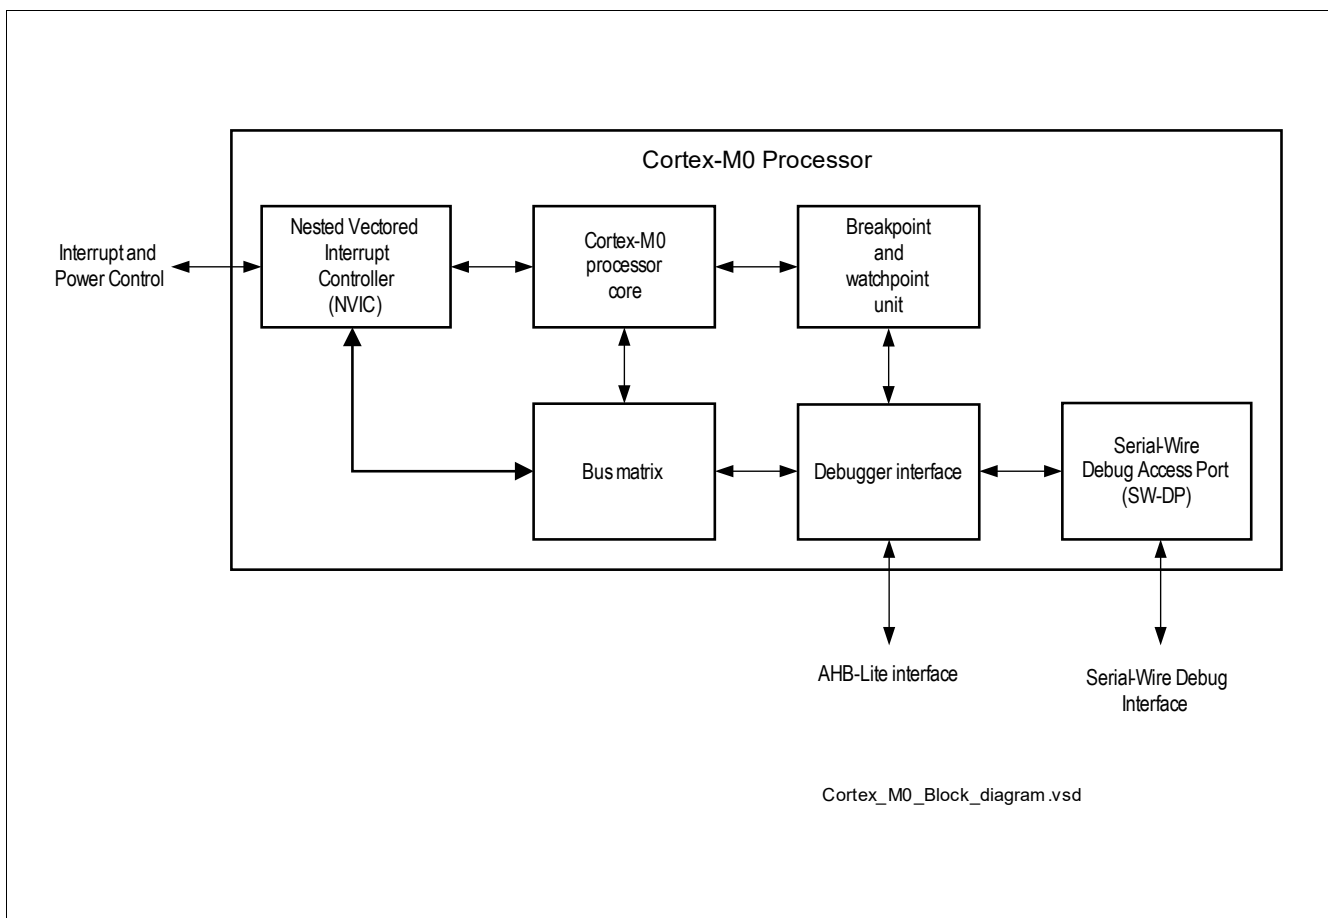 Cortex-M0 Processor
Nested Vectored
Interrupt
Controller
(NVIC)
Cortex-M0
processor
core
Breakpoint
and
watchpoint
unit
Interrupt and
Power Control
Bus matrix
Debugger interface
Serial-Wire
Debug Access Port
(SW-DP)
AHB-Lite interface
Serial-Wire Debug
Interface
Cortex_M0_Block_diagram.vsd